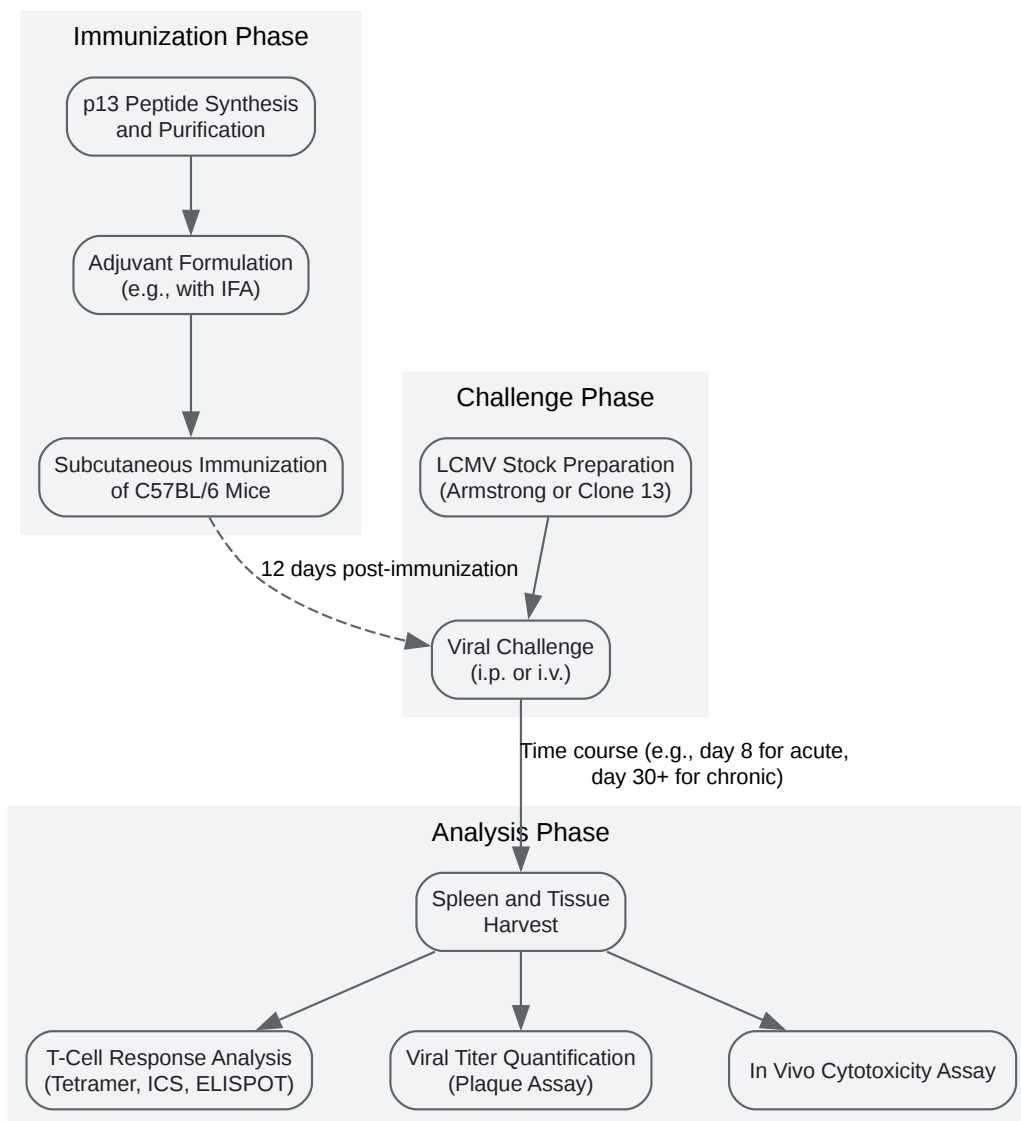 Immunization Phase
p13 Peptide Synthesis
and Purification
Adjuvant Formulation
(e.g., with IFA)
Subcutaneous Immunization
of C57BL/6 Mice
Challenge Phase
LCMV Stock Preparation
(Armstrong or Clone 13)
12 days post-immunization
Viral Challenge
(i.p. or i.v.)
Time course (e.g., day 8 for acute,
day 30+ for chronic)
Analysis Phase
Spleen and Tissue
Harvest
T-Cell Response Analysis
(Tetramer, ICS, ELISPOT)
Viral Titer Quantification
(Plaque Assay)
In Vivo Cytotoxicity Assay